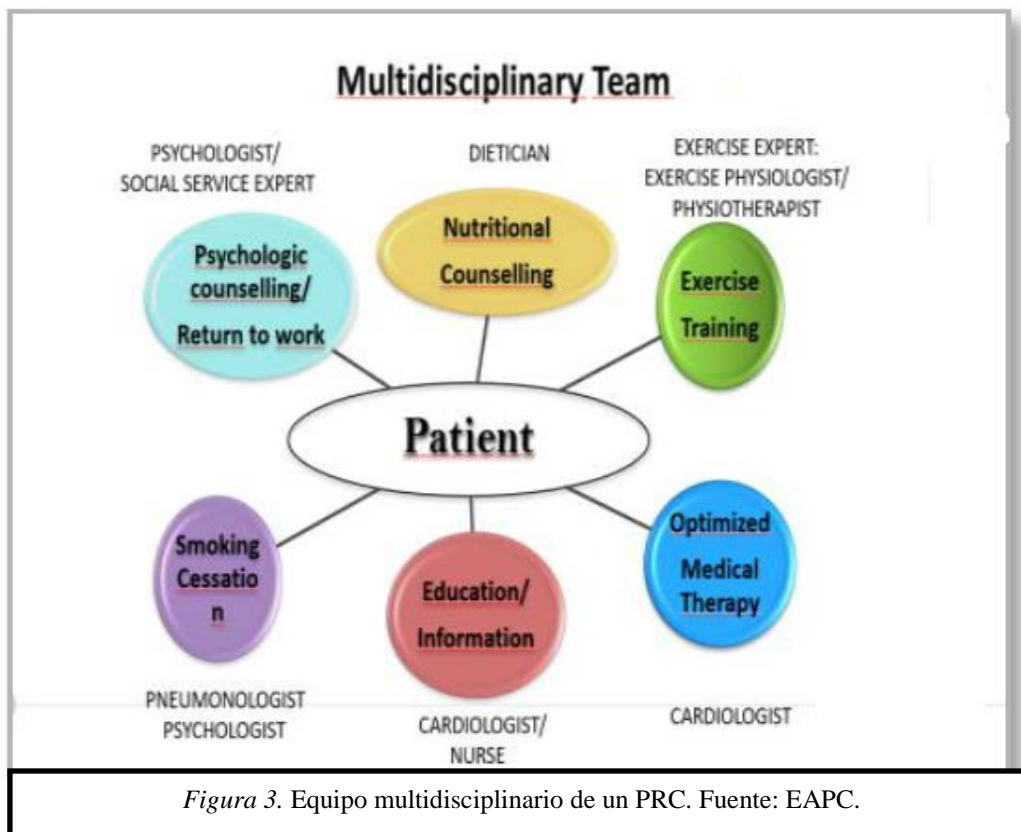 Multidisciplinary Team
PSYCHOLOGIST/
SOCIAL SERVICE EXPERT
DIETICIAN
EXERCISE EXPERT:
EXERCISE PHYSIOLOGIST/
PHYSIOTHERAPIST
Psychologic
counselling/
Return to work
Nutritional
Counselling
Exercise
Training
Patient
Smoking
Cessatio
n
Education/
Information
Optimized
Medical
Therapy
PNEUMONOLOGIST
PSYCHOLOGIST
CARDIOLOGIST/
NURSE
CARDIOLOGIST
Figura 3. Equipo multidisciplinario de un PRC. Fuente: EAPC.